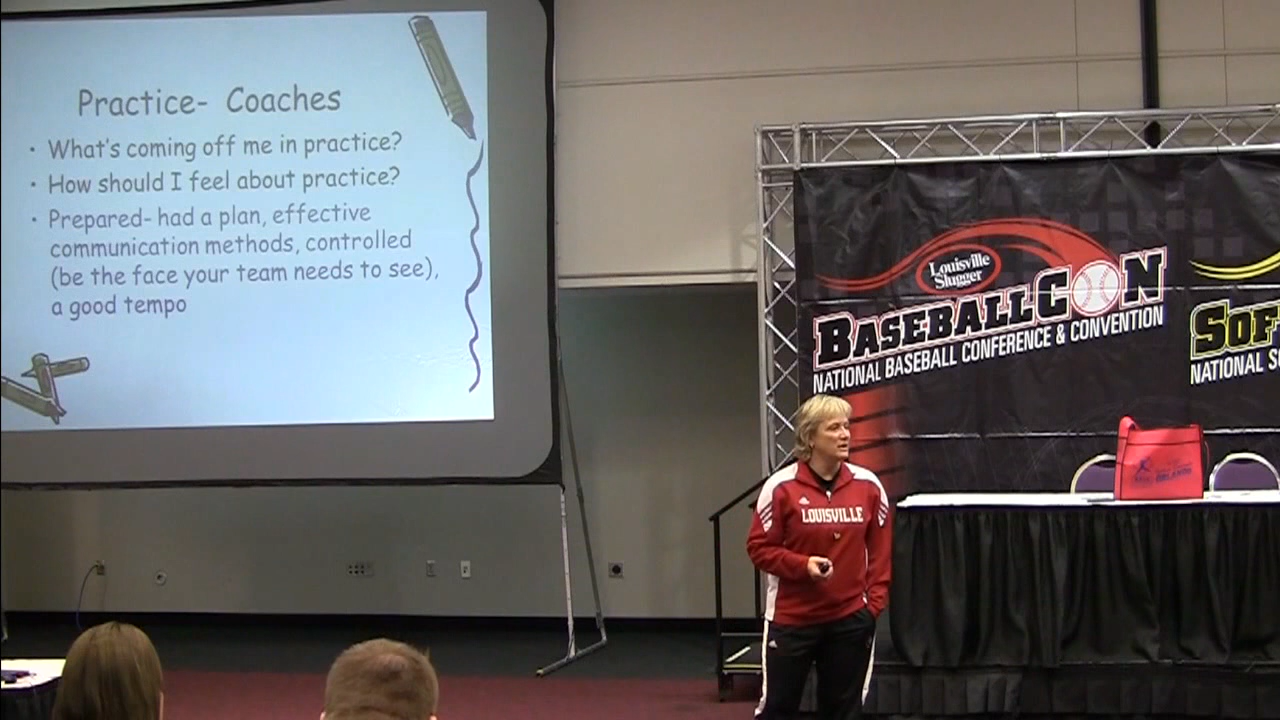 Practice- Coaches
• What's coming off me in practice?
• How should I feel about practice?
• Prepared- had a plan, effective
communication methods, controlled
(be the face your team needs to see),
a good tempo
Louisville
Slugger
BASEBALLCON
NATIONAL BASEBALL CONFERENCE & CONVENTION
SOF
NATIONAL S
LOUISVILLE
ORLANDO